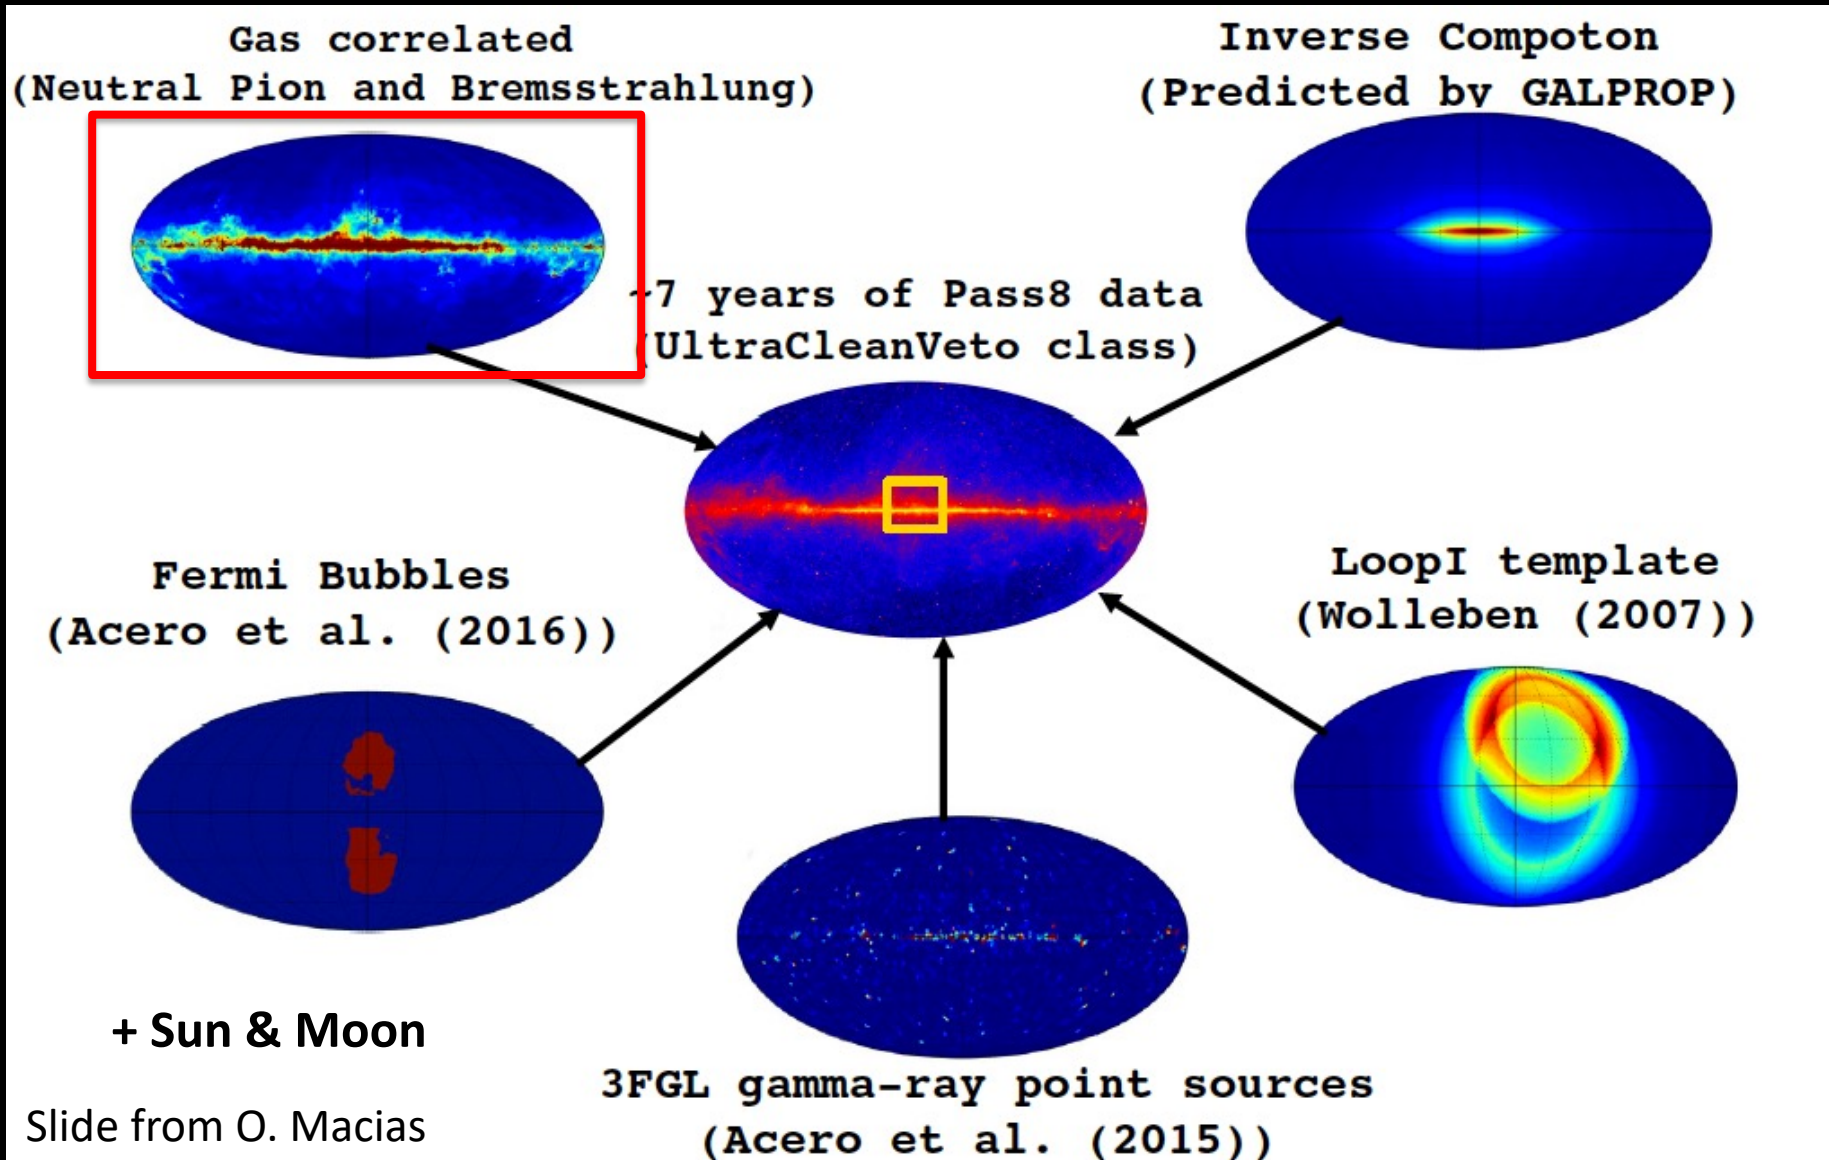 Gas correlated
(Neutral Pion and Bremsstrahlung)
Inverse Compoton
(Predicted by GALPROP)
~7 years of Pass8 data
(UltraCleanVeto class)
Fermi Bubbles
(Acero et al. (2016))
LoopI template
(Wolleben (2007))
+ Sun & Moon
Slide from O. Macias
3FGL gamma-ray point sources
(Acero et al. (2015))